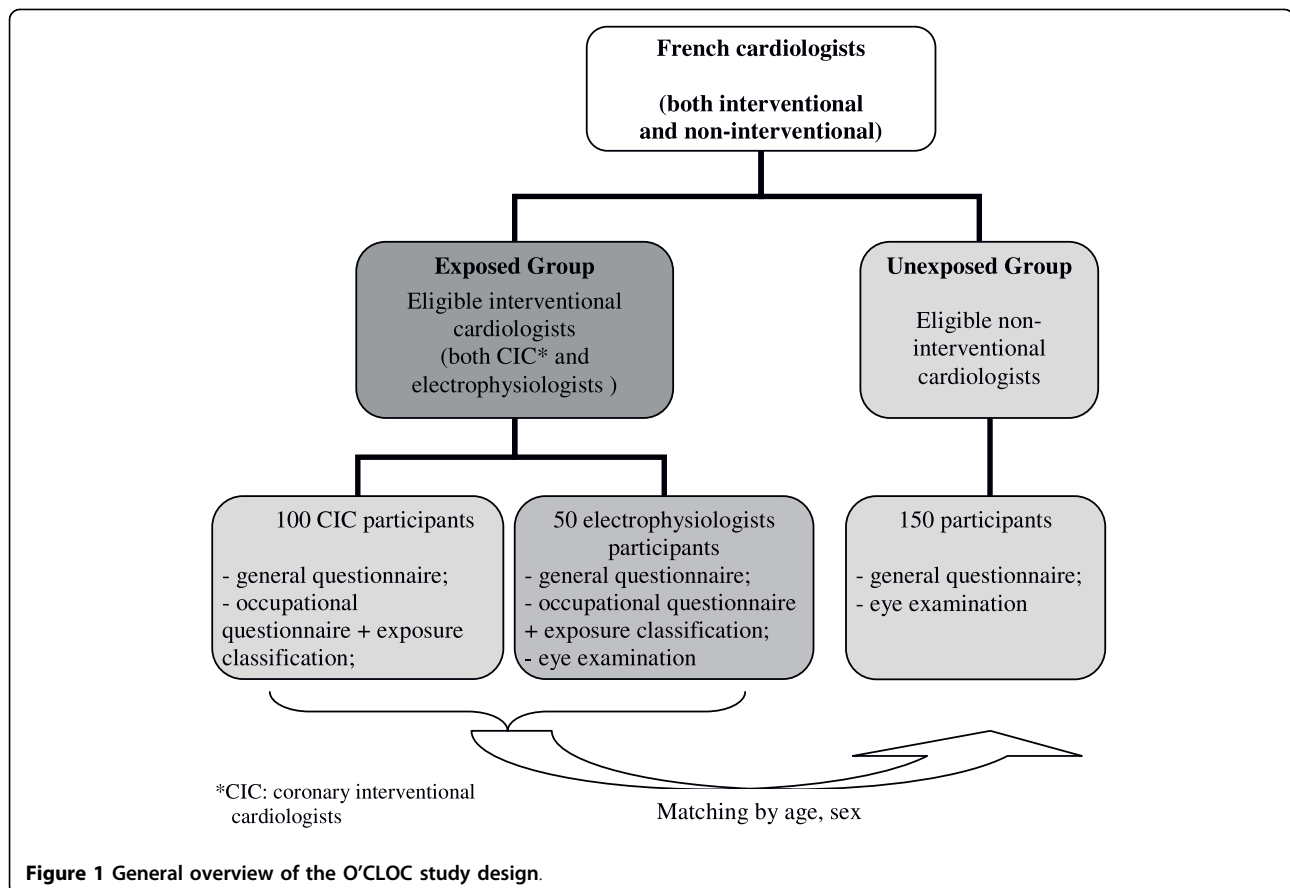 French cardiologists
(both interventional
and non-interventional)
Exposed Group
Eligible interventional
cardiologists
(both CIC* and
electrophysiologists )
Unexposed Group
Eligible non-
interventional
cardiologists
100 CIC participants
- general questionnaire;
- occupational
questionnaire + exposure
classification;
50 electrophysiologists
participants
- general questionnaire;
- occupational questionnaire
+ exposure classification;
- eye examination
150 participants
- general questionnaire;
- eye examination
*CIC: coronary interventional
cardiologists
Matching by age, sex
Figure 1 General overview of the O'CLOC study design.